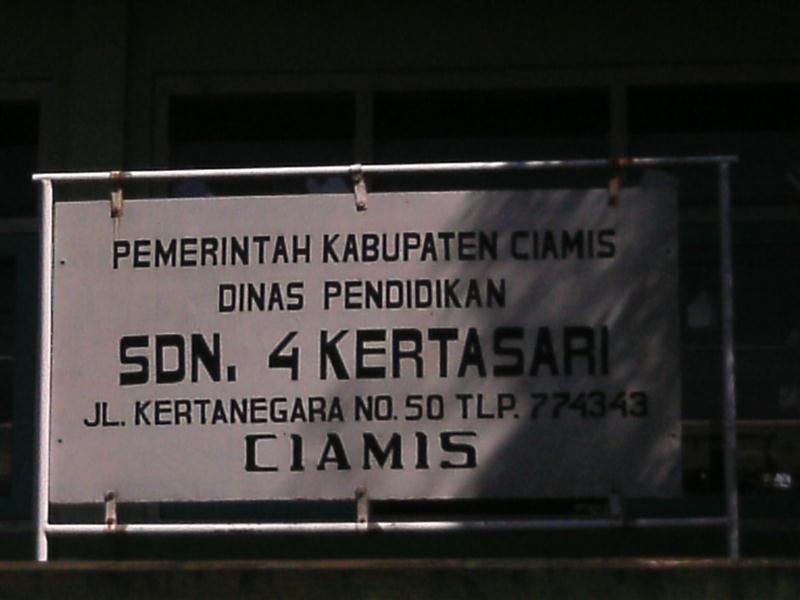 PEMERINTAH KABUPATEN CIAMIS
DINAS PENDIDIKAN
SDN. 4 KERTASARI
JL. KERTANEGARA NO. 50 TLP. 774343
CIAMIS